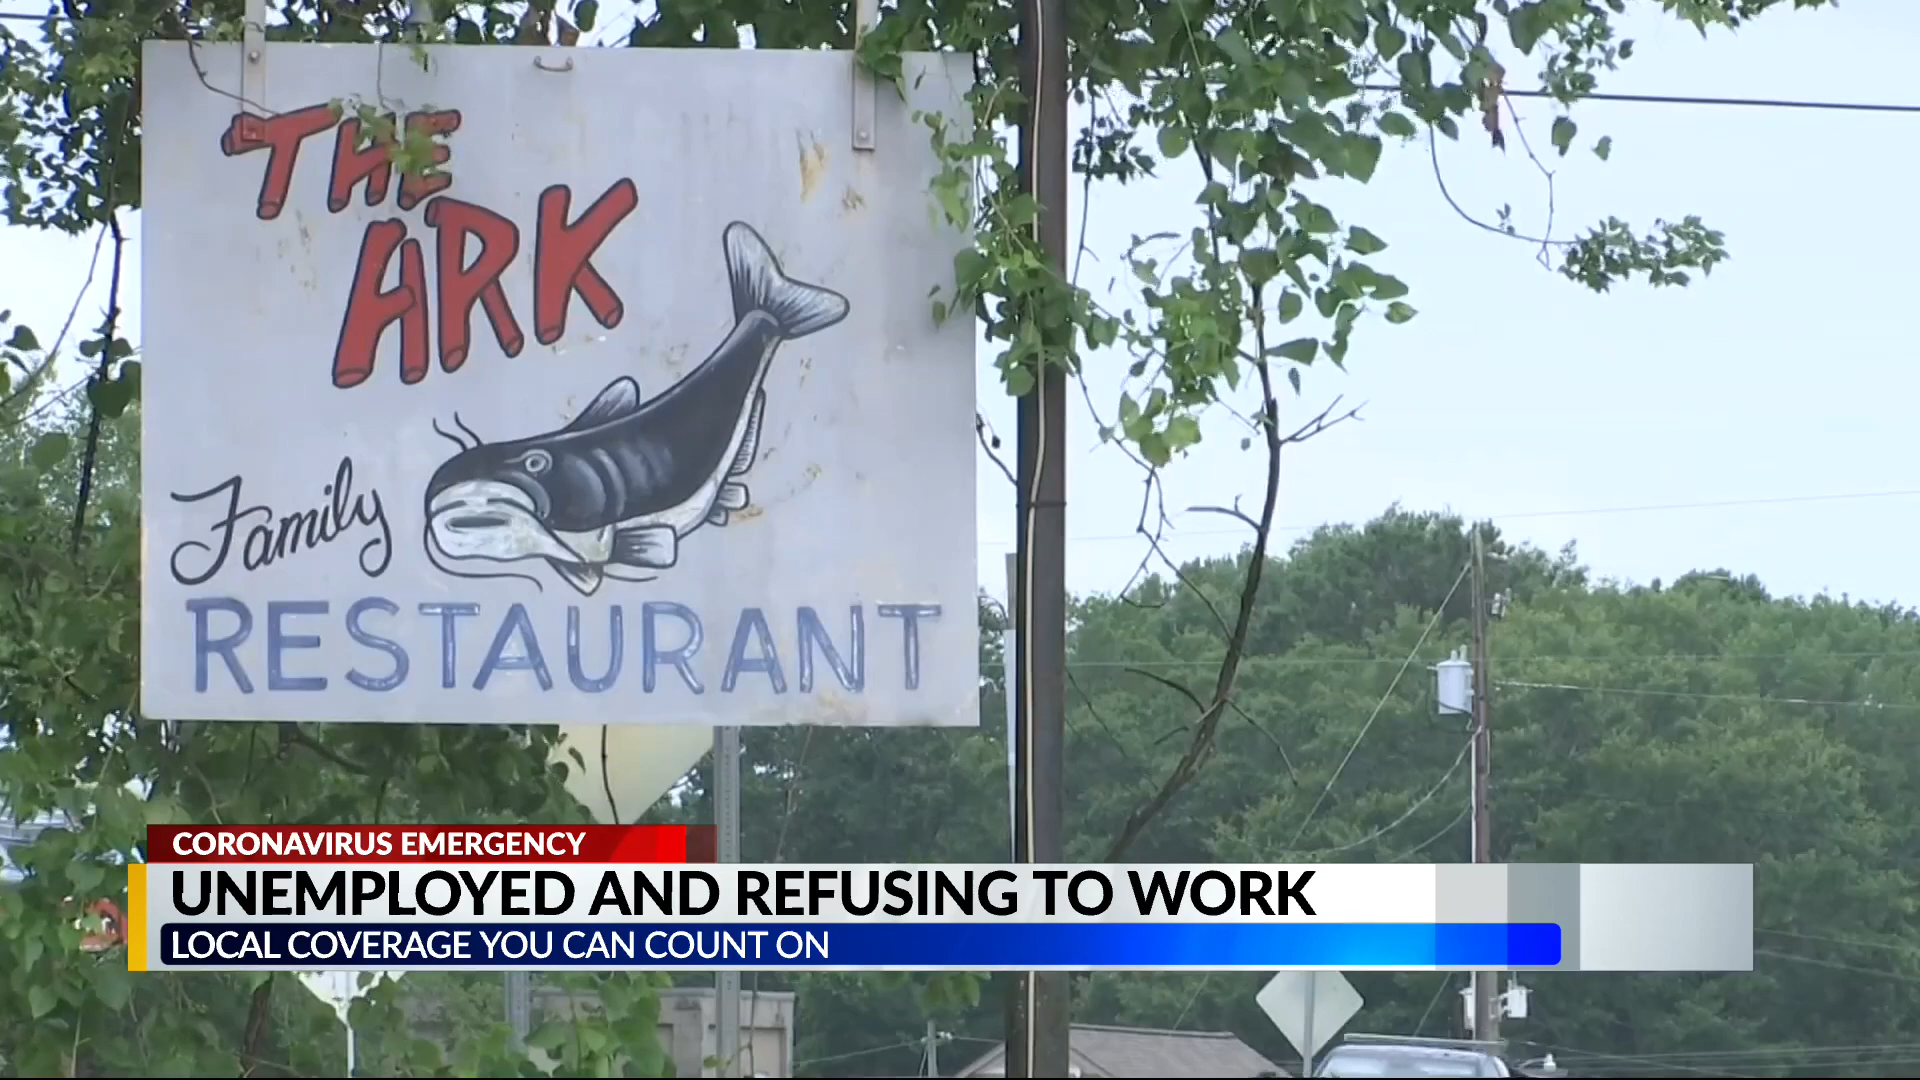 THE
ARK
Family
RESTAURANT
CORONAVIRUS EMERGENCY
UNEMPLOYED AND REFUSING TO WORK
LOCAL COVERAGE YOU CAN COUNT ON